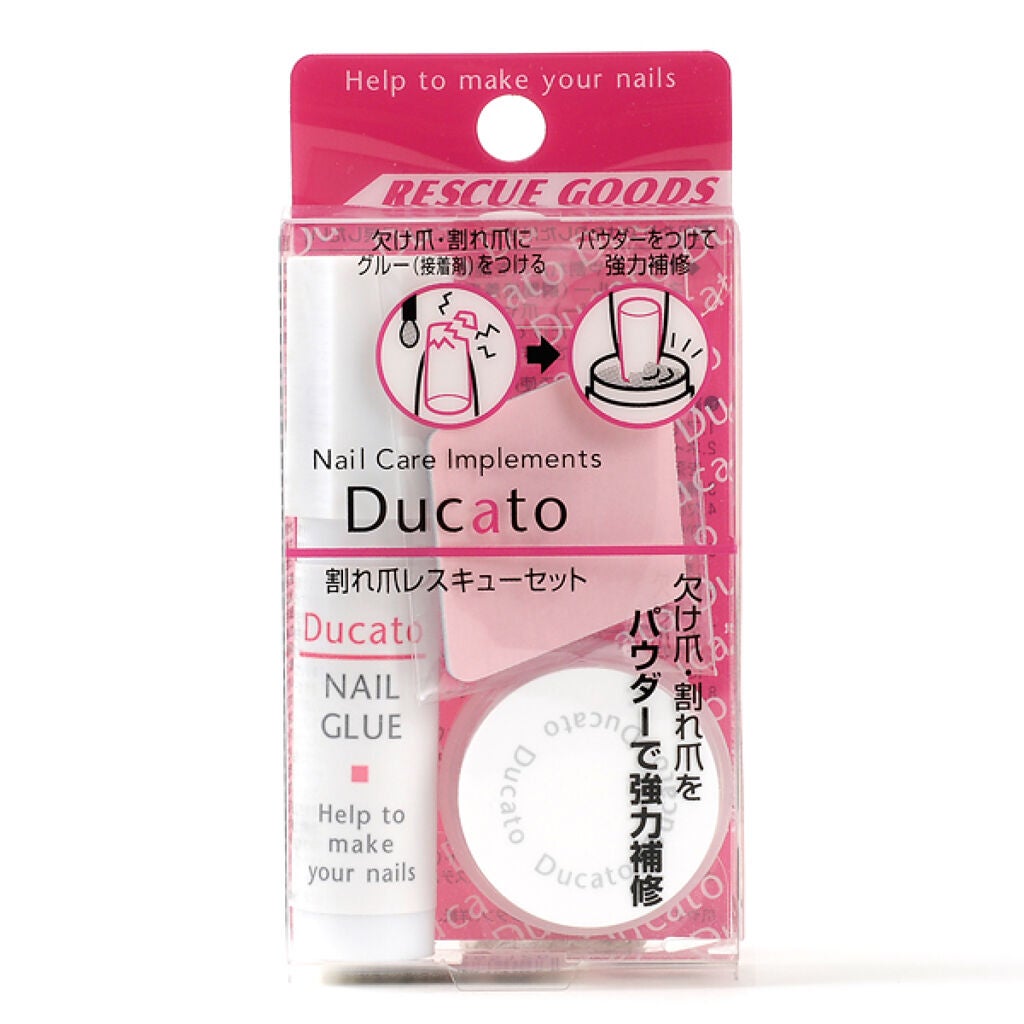 Help to make your nails
RESCUE GOODS
欠け爪・割れ爪に
グルー(接着剤)をつける
パウダーをつけて
強力補修
Nail Care Implements
Ducato
割れ爪レスキューセット
Ducato
NAIL
GLUE
Help to
make
your nails
欠け爪・割れ爪を
パウダーで強力補修
Ducato Ducato Ducato Ducato